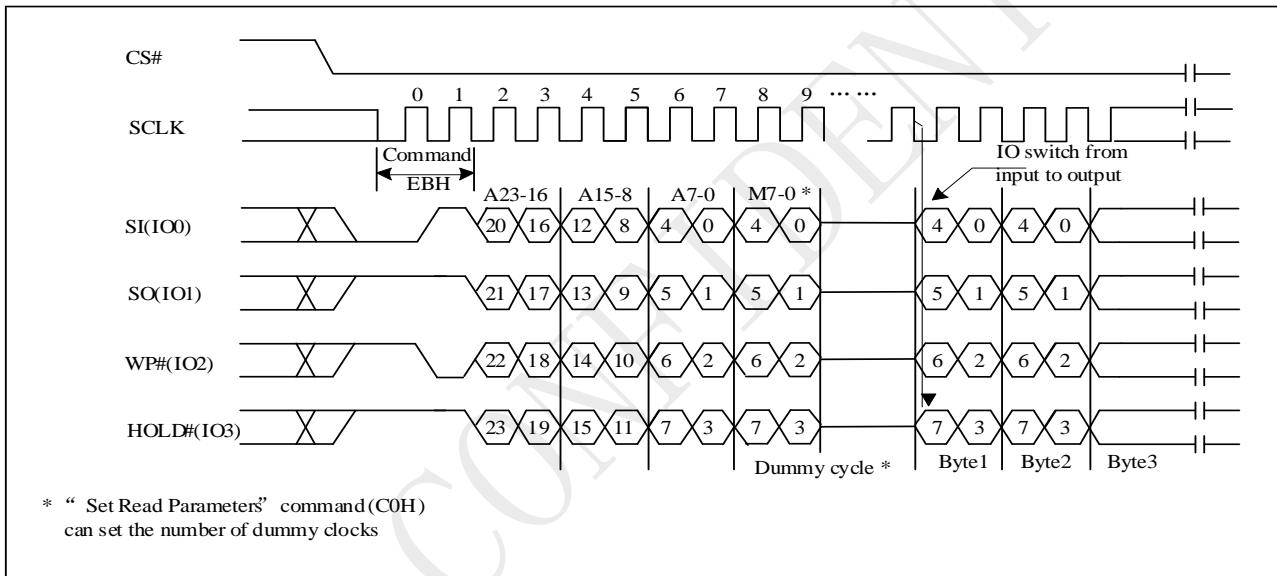 CS#
0 1 2 3 4 5 6 7 8 9 ... ...
SCLK
Command
EBH
IO switch from
input to output
A23-16 A15-8 A7-0 M7-0 *
SI(IO0) 20 16 12 8 4 0 4 0 4 0 4 0
SO(IO1) 21 17 13 9 5 1 5 1 5 1 5 1
WP#(IO2) 22 18 14 10 6 2 6 2 6 2 6 2
HOLD#(IO3) 23 19 15 11 7 3 7 3 7 3 7 3
Dummy cycle * Byte1 Byte2 Byte3
* “ Set Read Parameters” command (C0H)
can set the number of dummy clocks
CONFIDENT